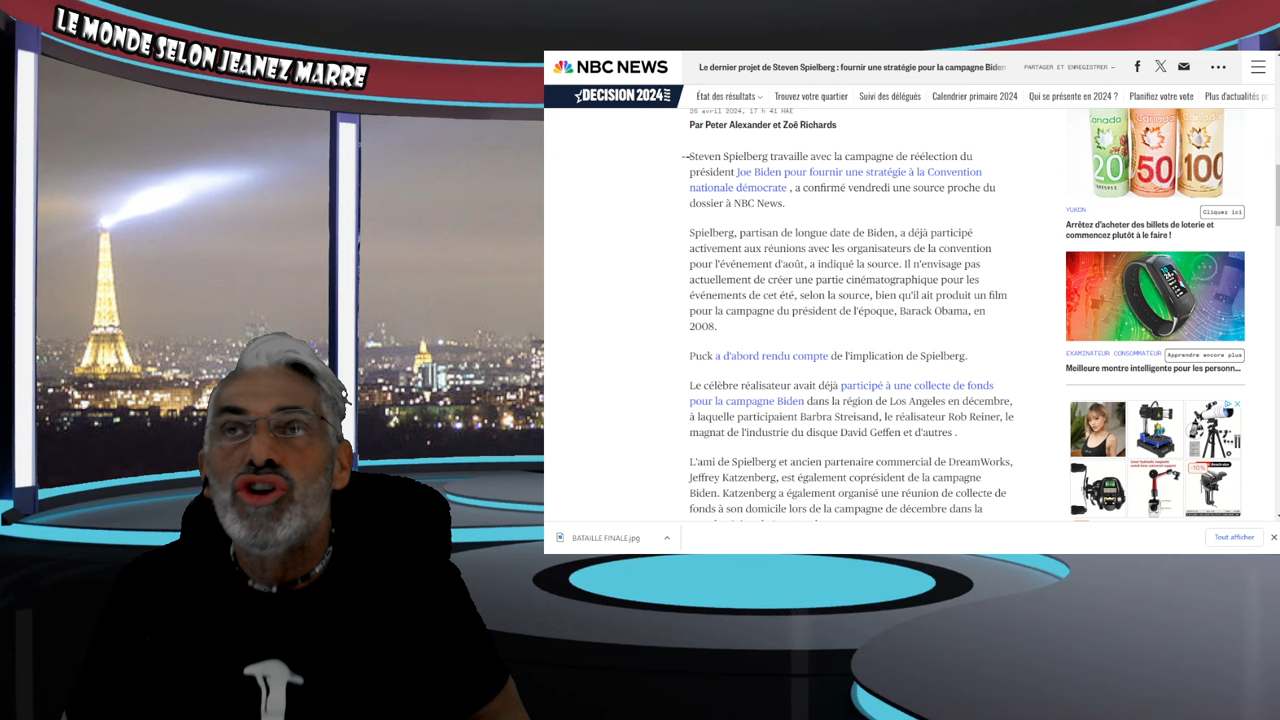 LE MONDE SELON JEANEZ MARRE
NBC NEWS
Le dernier projet de Steven Spielberg : fournir une stratégie pour la campagne Biden
PARTAGER ET ENREGISTRER —
DECISION 2024
État des résultats
Trouvez votre quartier
Suivi des délégués
Calendrier primaire 2024
Qui se présente en 2024 ?
Planifiez votre vote
Plus d'actualités
26 avril 2024, 17 h 41 HAE
Par Peter Alexander et Zoë Richards
Steven Spielberg travaille avec la campagne de réélection du
président Joe Biden pour fournir une stratégie à la Convention
nationale démocrate , a confirmé vendredi une source proche du
dossier à NBC News.
Spielberg, partisan de longue date de Biden, a déjà participé
activement aux réunions avec les organisateurs de la convention
pour l'événement d'août, a indiqué la source. Il n'envisage pas
actuellement de créer une partie cinématographique pour les
événements de cet été, selon la source, bien qu'il ait produit un film
pour la campagne du président de l'époque, Barack Obama, en
2008.
Puck a d'abord rendu compte de l'implication de Spielberg.
Le célèbre réalisateur avait déjà participé à une collecte de fonds
pour la campagne Biden dans la région de Los Angeles en décembre,
à laquelle participaient Barbra Streisand, le réalisateur Rob Reiner, le
magnat de l'industrie du disque David Geffen et d'autres .
L'ami de Spielberg et ancien partenaire commercial de DreamWorks,
Jeffrey Katzenberg, est également coprésident de la campagne
Biden. Katzenberg a également organisé une réunion de collecte de
fonds à son domicile lors de la campagne de décembre dans la
Canada Canada Canada
20 50 100
YUKON
Cliquez ici
Arrêtez d'acheter des billets de loterie et
commencez plutôt à le faire !
EXAMINATEUR CONSOMMATEUR
Apprendre encore plus
Meilleure montre intelligente pour les personn...
-10%
BATAILLE FINALE.jpg
Tout afficher